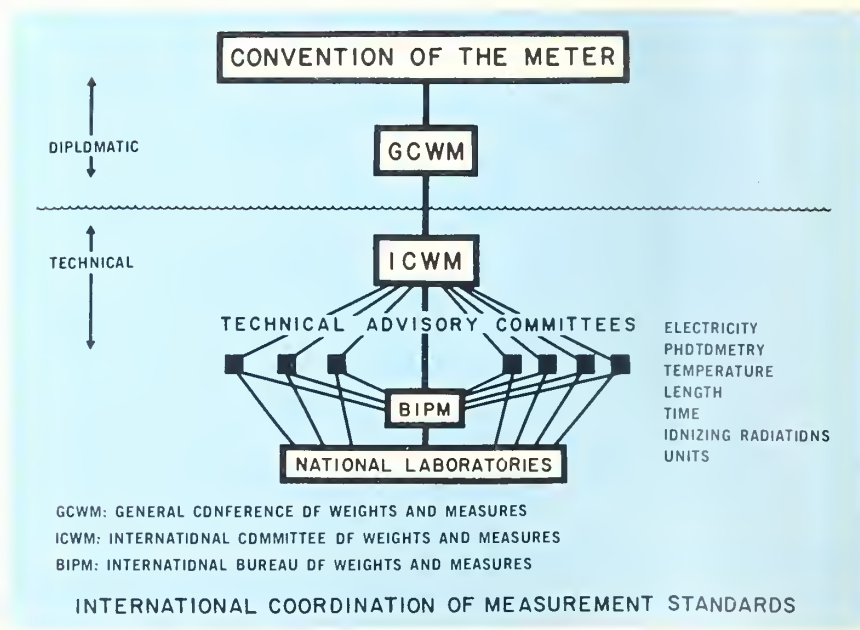 CONVENTION OF THE METER
DIPLOMATIC
GCWM
TECHNICAL
ICWM
TECHNICAL ADVISORY COMMITTEES
ELECTRICITY
PHOTOMETRY
TEMPERATURE
LENGTH
TIME
IONIZING RADIATIONS
UNITS
BIPM
NATIONAL LABORATORIES
GCWM: GENERAL CONFERENCE OF WEIGHTS AND MEASURES
ICWM: INTERNATIONAL COMMITTEE OF WEIGHTS AND MEASURES
BIPM: INTERNATIONAL BUREAU OF WEIGHTS AND MEASURES
INTERNATIONAL COORDINATION OF MEASUREMENT STANDARDS